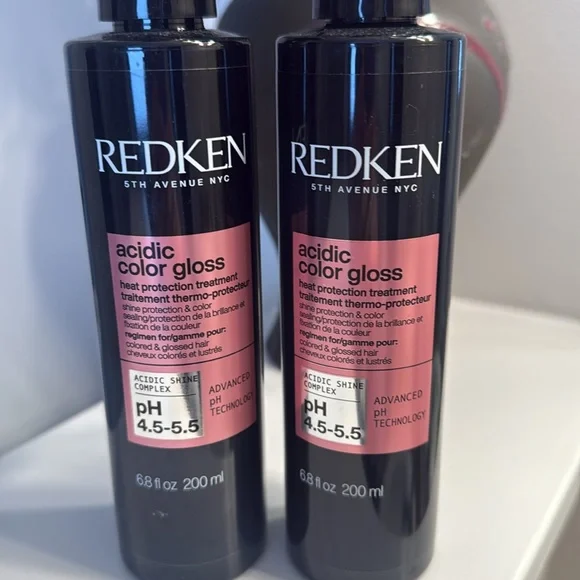 REDKEN
5TH AVENUE NYC
acidic
color gloss
heat protection treatment
traitement thermo-protecteur
shine protection & color
sealing/protection de la brillance et
fixation de la couleur
regimen for/gamme pour:
colored & glossed hair
cheveux colorés et lustrés
ACIDIC SHINE
COMPLEX
pH
4.5-5.5
ADVANCED
pH
TECHNOLOGY
6.8 fl oz 200 ml
REDKEN
5TH AVENUE NYC
acidic
color gloss
heat protection treatment
traitement thermo-protecteur
shine protection & color
sealing/protection de la brillance et
fixation de la couleur
regimen for/gamme pour:
colored & glossed hair
cheveux colorés et lustrés
ACIDIC SHINE
COMPLEX
pH
4.5-5.5
ADVANCED
pH
TECHNOLOGY
6.8 fl oz 200 ml